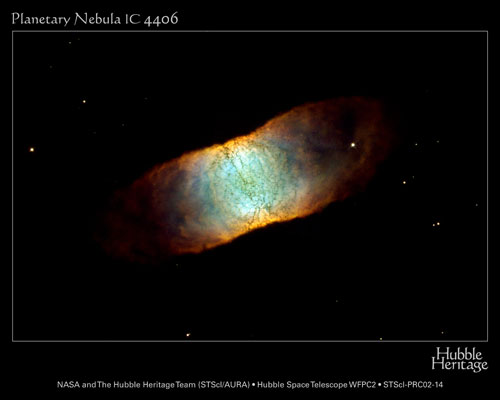 Planetary Nebula IC 4406
Hubble
Heritage
NASA and The Hubble Heritage Team (STScI/AURA) • Hubble Space Telescope WFPC2 • STScI-PRC02-14